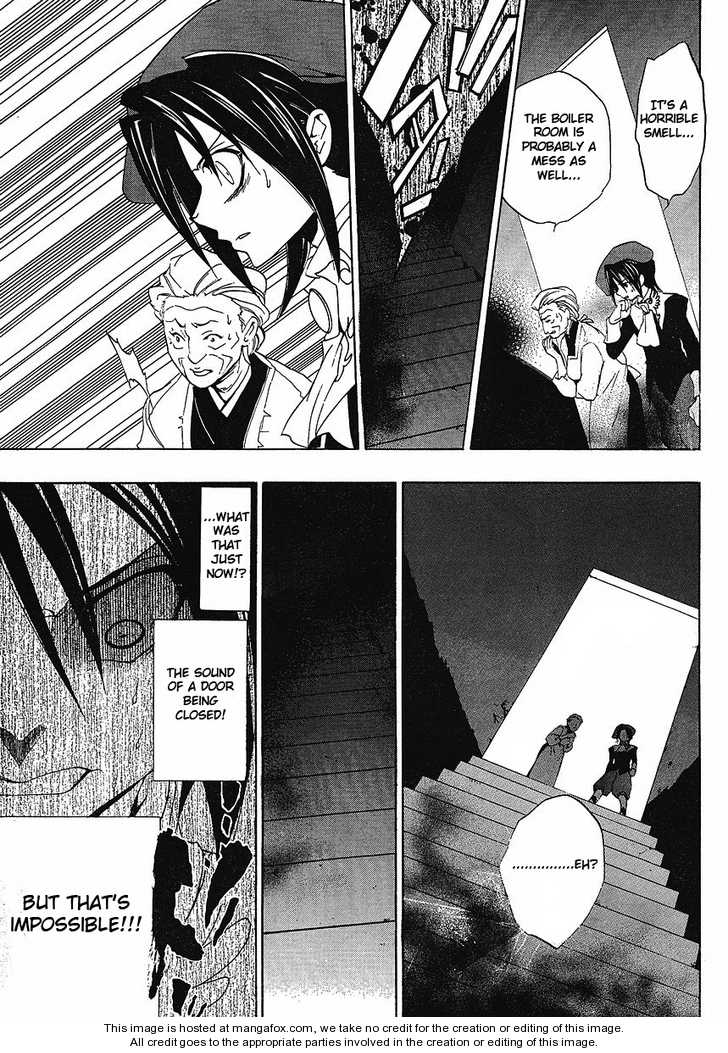 IT'S A
HORRIBLE
SMELL...
THE BOILER
ROOM IS
PROBABLY A
MESS AS
WELL...
...............EH?
...WHAT
WAS
THAT
JUST
NOW!?
THE SOUND
OF A DOOR
BEING
CLOSED!
BUT THAT'S
IMPOSSIBLE!!!
This image is hosted at mangafox.com, we take no credit for the creation or editing of this image.
All credit goes to the appropriate parties involved in the creation or editing of this image.